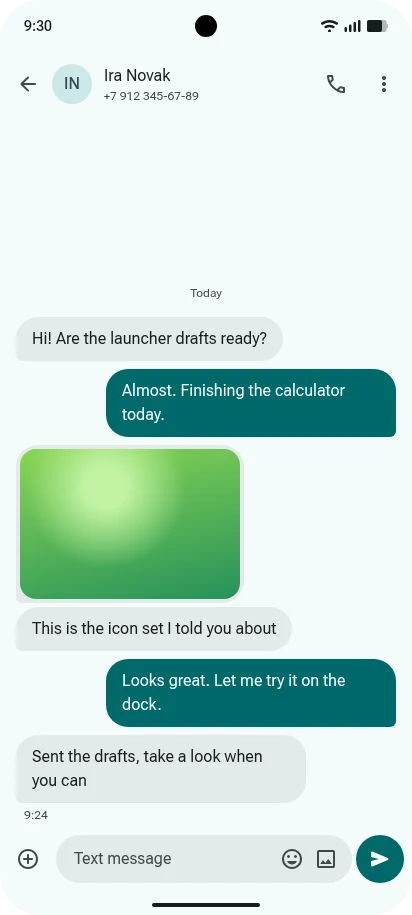 9:30
IN
Ira Novak
+7 912 345-67-89
Today
Hi! Are the launcher drafts ready?
Almost. Finishing the calculator
today.
This is the icon set I told you about
Looks great. Let me try it on the
dock.
Sent the drafts, take a look when
you can
9:24
Text message